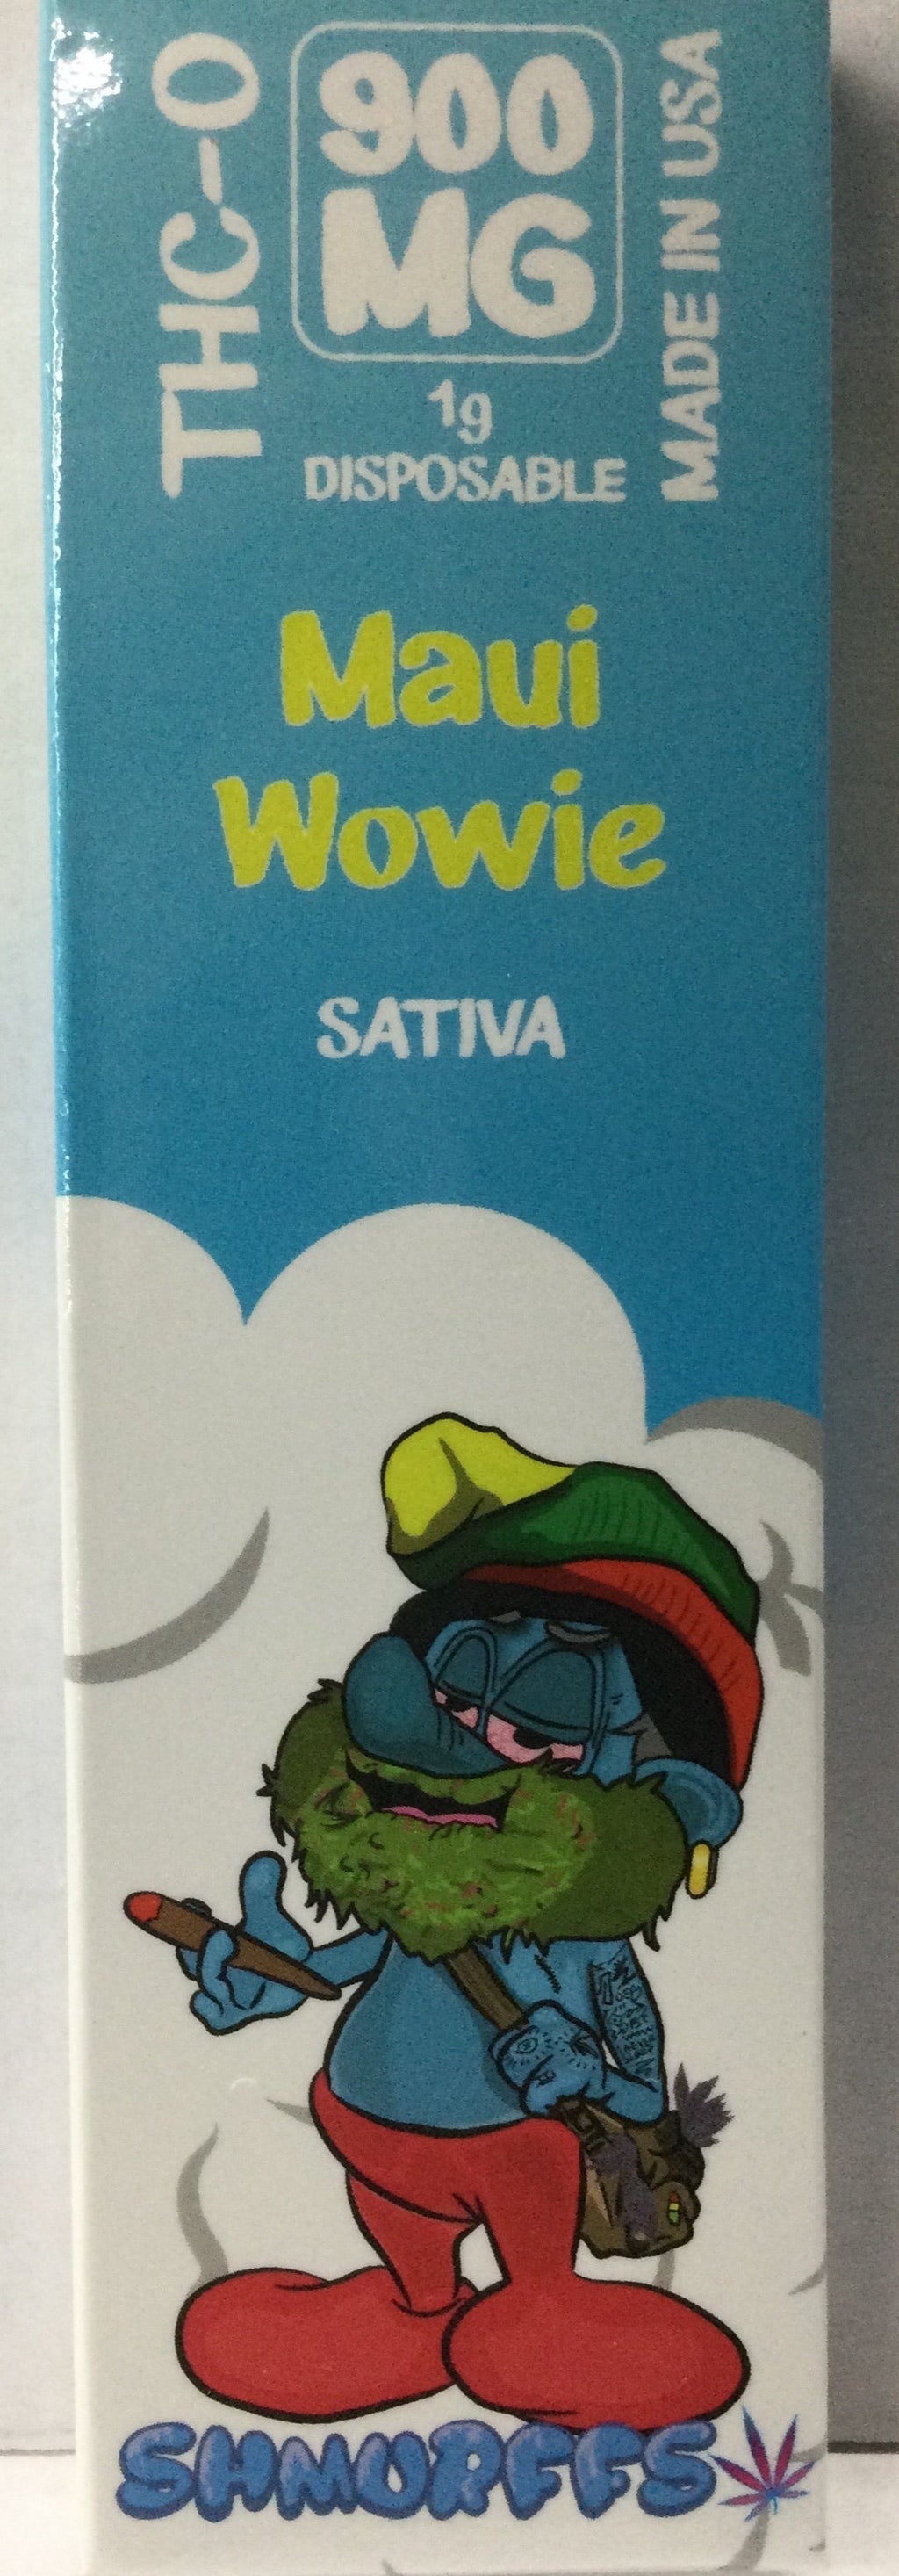 THC-O
900
MG
MADE IN USA
1g
DISPOSABLE
Maui
Wowie
SATIVA
SHMURFFS